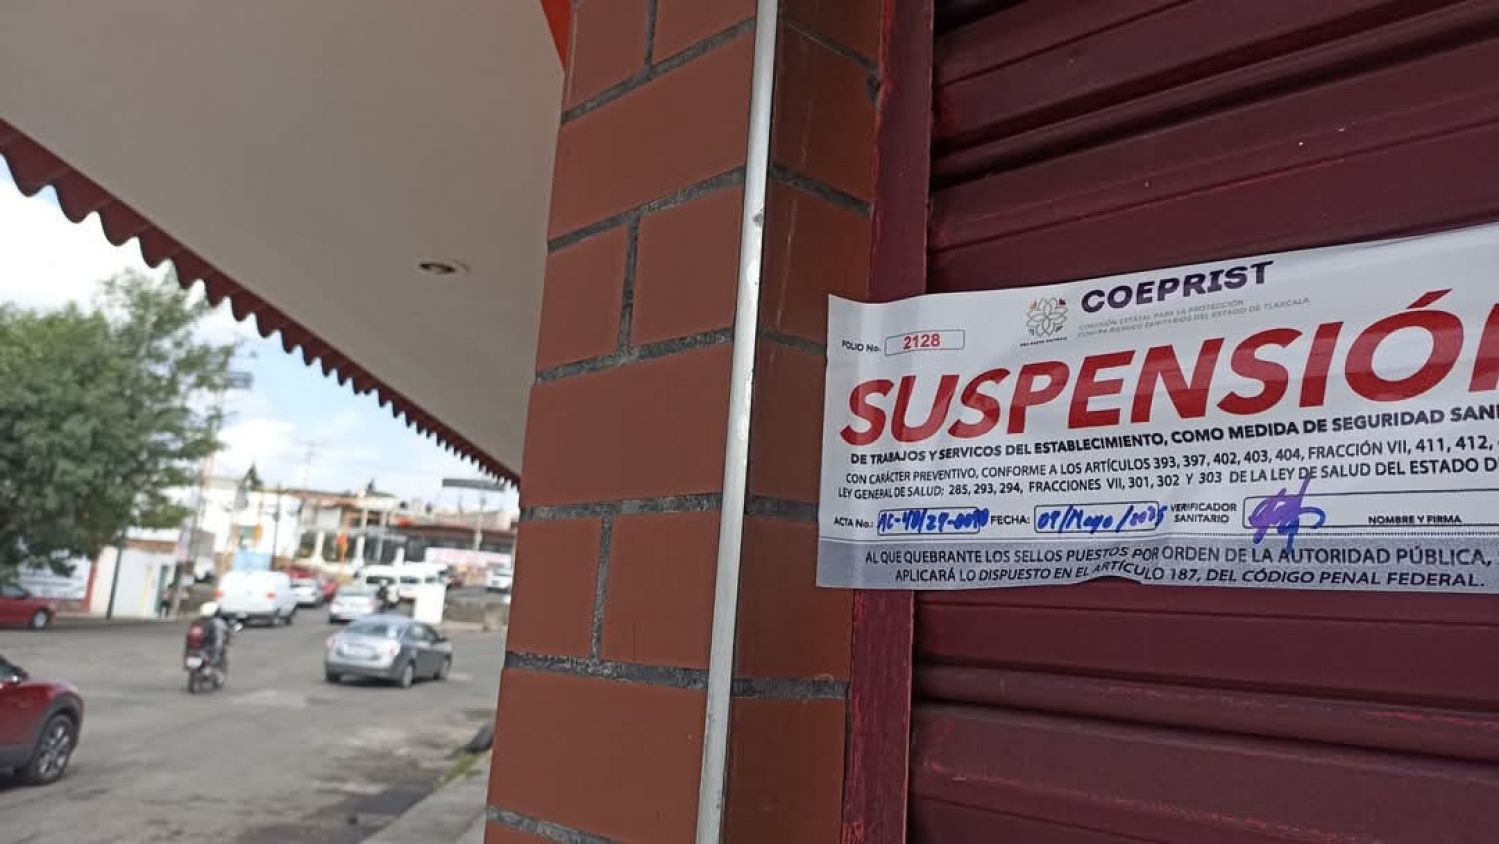 COEPRIST
COMISIÓN ESTATAL PARA LA PROTECCIÓN
CONTRA RIESGOS SANITARIOS DEL ESTADO DE TLAXCALA
FOLIO No. 2128
SUSPENSIÓN
DE TRABAJOS Y SERVICIOS DEL ESTABLECIMIENTO, COMO MEDIDA DE SEGURIDAD SANI
CON CARÁCTER PREVENTIVO, CONFORME A LOS ARTÍCULOS 393, 397, 402, 403, 404, FRACCIÓN VII, 411, 412,
LEY GENERAL DE SALUD: 285, 293, 294, FRACCIONES VII, 301, 302 Y 303 DE LA LEY DE SALUD DEL ESTADO D
ACTA No.: FECHA: Mayo VERIFICADOR SANITARIO NOMBRE Y FIRMA
AL QUE QUEBRANTE LOS SELLOS PUESTOS POR ORDEN DE LA AUTORIDAD PÚBLICA,
APLICARÁ LO DISPUESTO EN EL ARTÍCULO 187, DEL CÓDIGO PENAL FEDERAL.